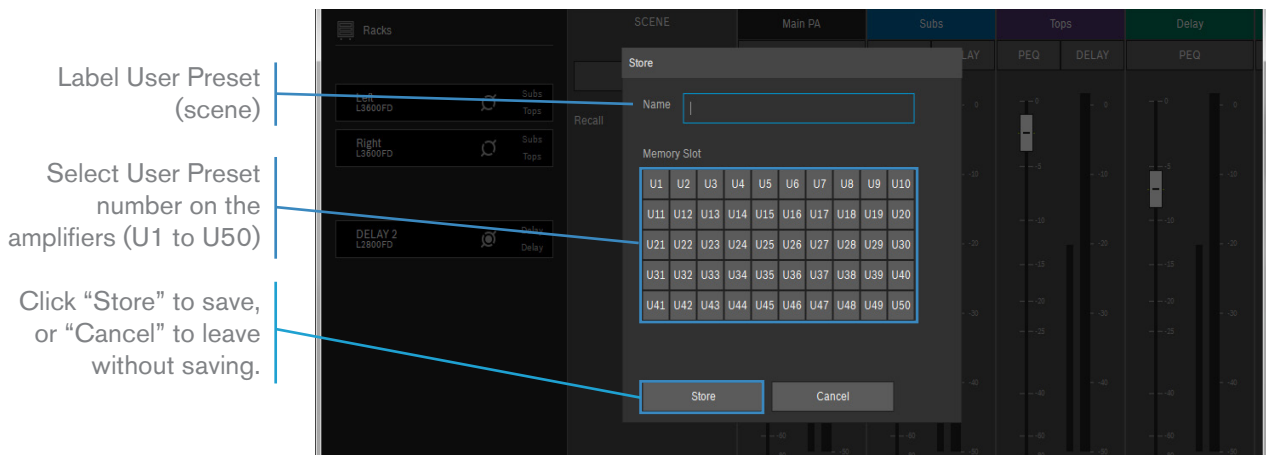 Label User Preset
(scene)
Select User Preset
number on the
amplifiers (U1 to U50)
Click “Store” to save,
or “Cancel” to leave
without saving.
Racks
Left
L3600FD
Subs
Tops
Right
L3600FD
Subs
Tops
DELAY 2
L2800FD
Delay
Delay
SCENE
Recall
Main PA
Subs
Tops
Delay
LAY
PEQ
DELAY
PEQ
Store
Name
Memory Slot
U1 U2 U3 U4 U5 U6 U7 U8 U9 U10
U11 U12 U13 U14 U15 U16 U17 U18 U19 U20
U21 U22 U23 U24 U25 U26 U27 U28 U29 U30
U31 U32 U33 U34 U35 U36 U37 U38 U39 U40
U41 U42 U43 U44 U45 U46 U47 U48 U49 U50
Store
Cancel